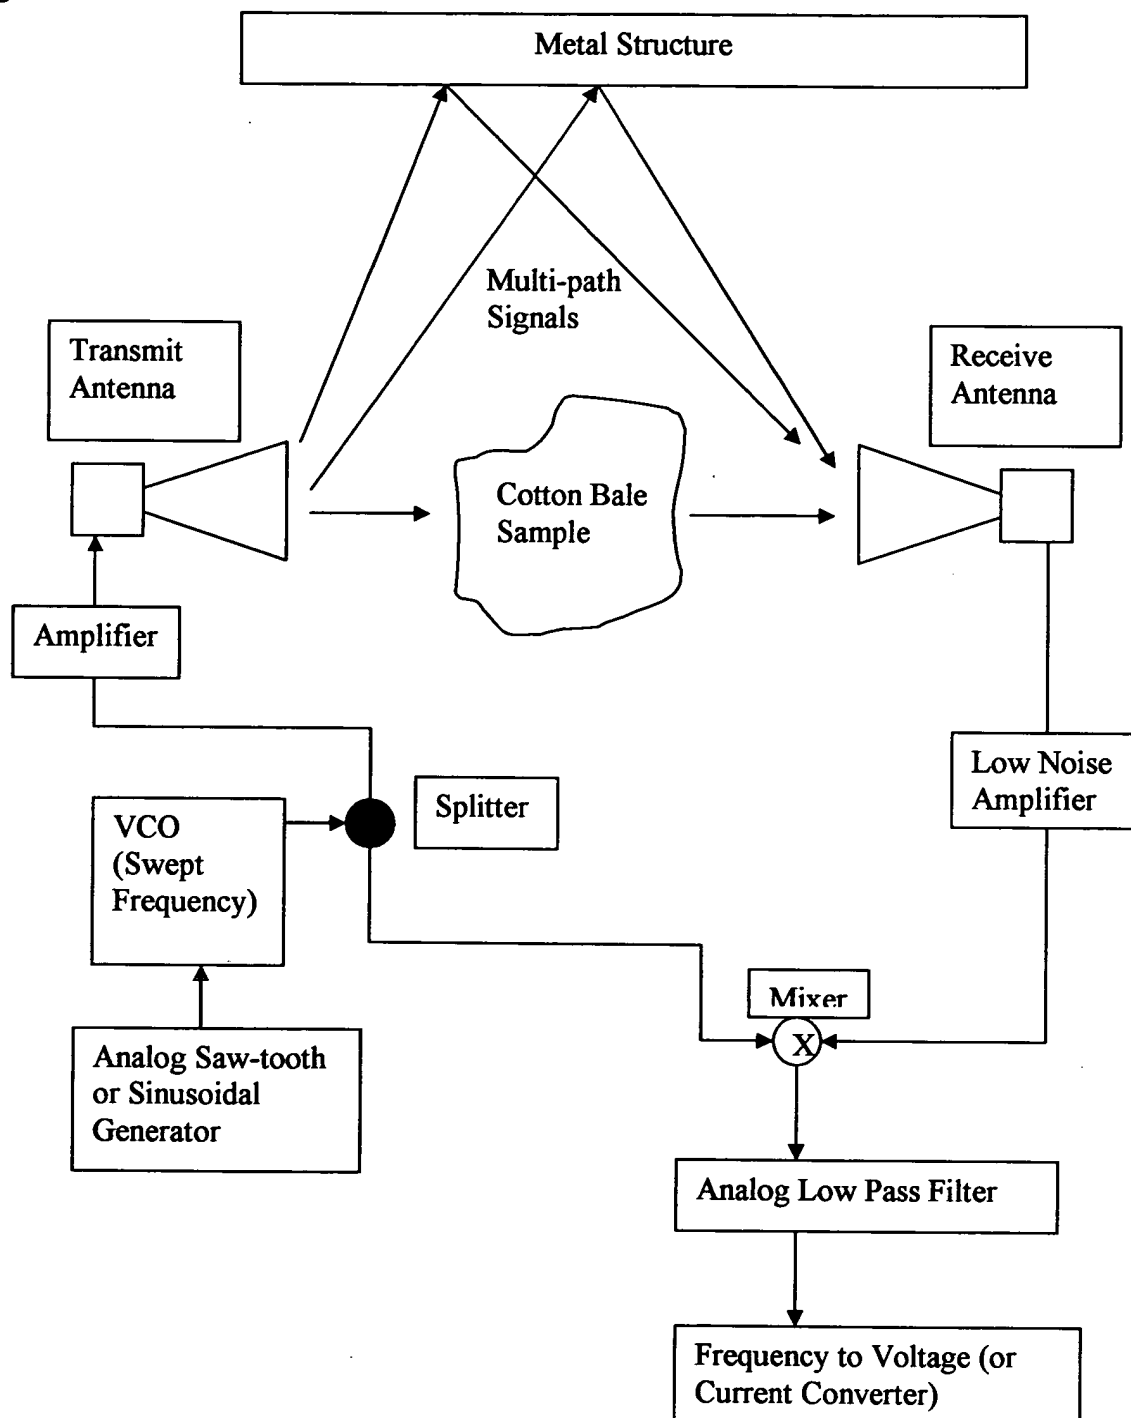 Metal Structure
Multi-path
Signals
Transmit
Antenna
Receive
Antenna
Cotton Bale
Sample
Amplifier
Low Noise
Amplifier
Splitter
VCO
(Swept
Frequency)
Mixer
X
Analog Saw-tooth
or Sinusoidal
Generator
Analog Low Pass Filter
Frequency to Voltage (or
Current Converter)